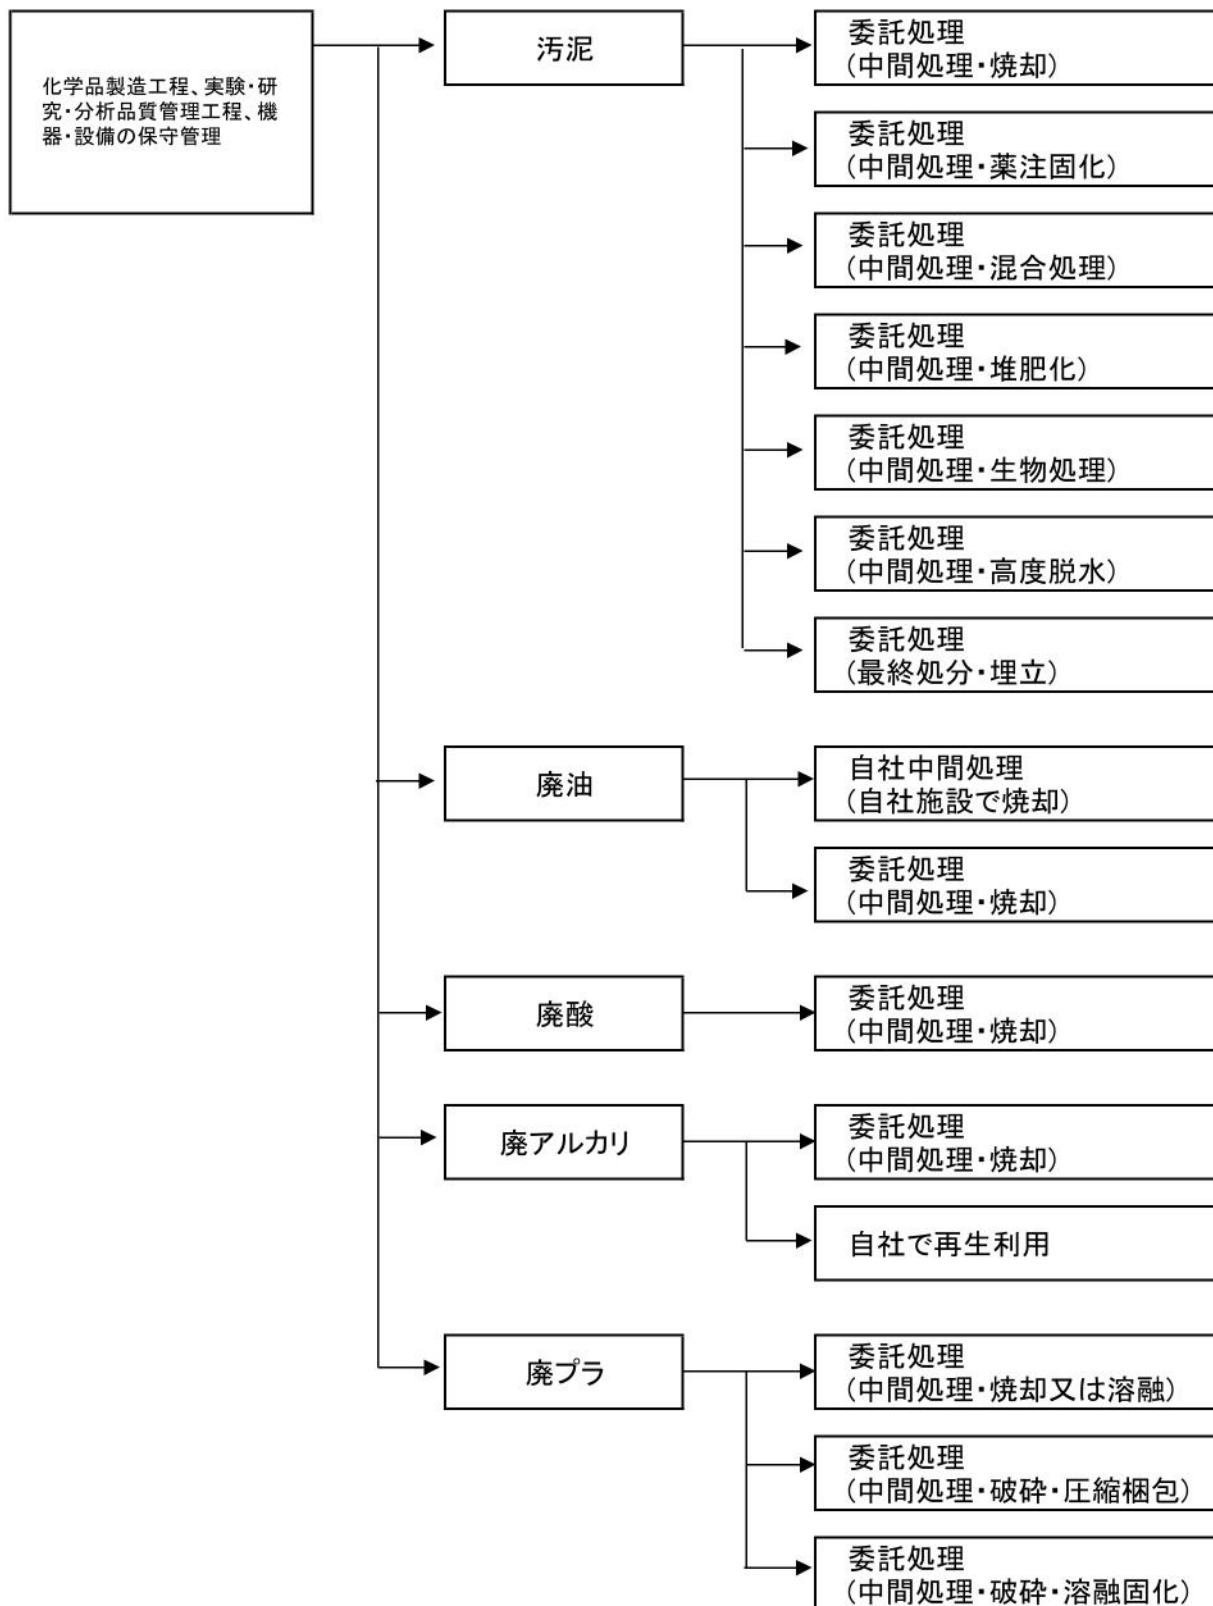 化学品製造工程、実験・研
究・分析品質管理工程、機
器・設備の保守管理
汚泥
委託処理
（中間処理・焼却）
委託処理
（中間処理・薬注固化）
委託処理
（中間処理・混合処理）
委託処理
（中間処理・堆肥化）
委託処理
（中間処理・生物処理）
委託処理
（中間処理・高度脱水）
委託処理
（最終処分・埋立）
廃油
自社中間処理
（自社施設で焼却）
委託処理
（中間処理・焼却）
廃酸
委託処理
（中間処理・焼却）
廃アルカリ
委託処理
（中間処理・焼却）
自社で再生利用
廃プラ
委託処理
（中間処理・焼却又は溶融）
委託処理
（中間処理・破砕・圧縮梱包）
委託処理
（中間処理・破砕・溶融固化）